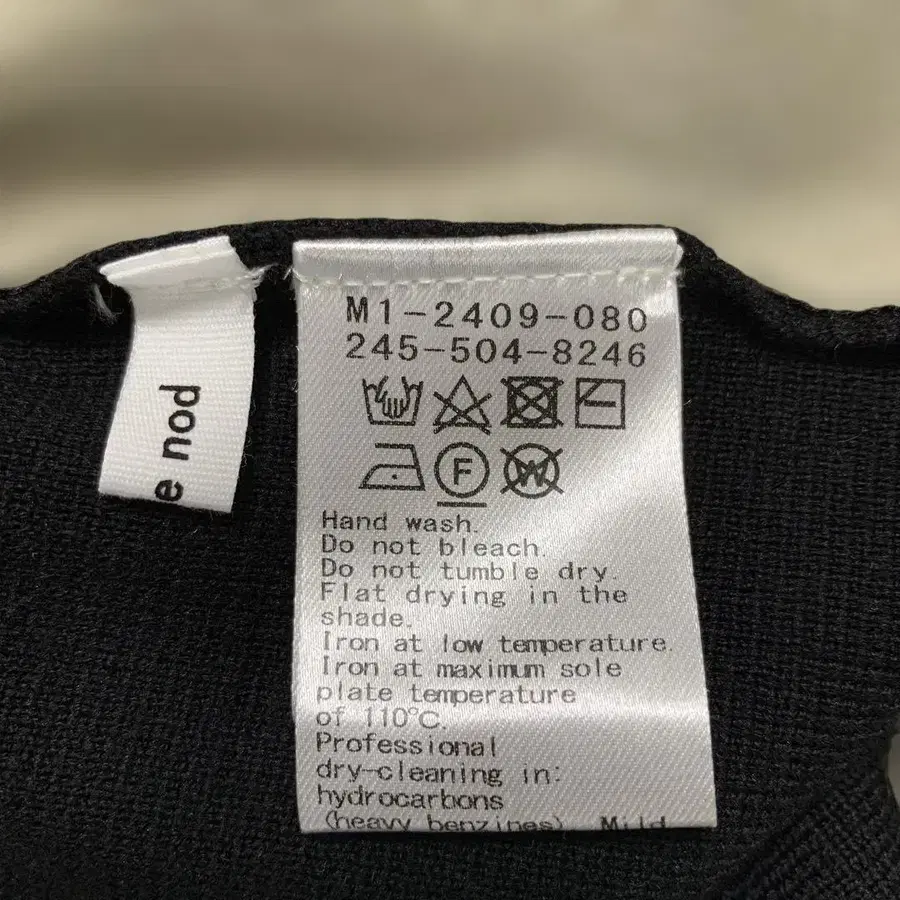 e nod
M1-2409-080
245-504-8246
F
W
Hand wash.
Do not bleach.
Do not tumble dry.
Flat drying in the
shade.
Iron at low temperature.
Iron at maximum sole
plate temperature
of 110℃.
Professional
dry-cleaning in:
hydrocarbons
(heavy benzines) Mild